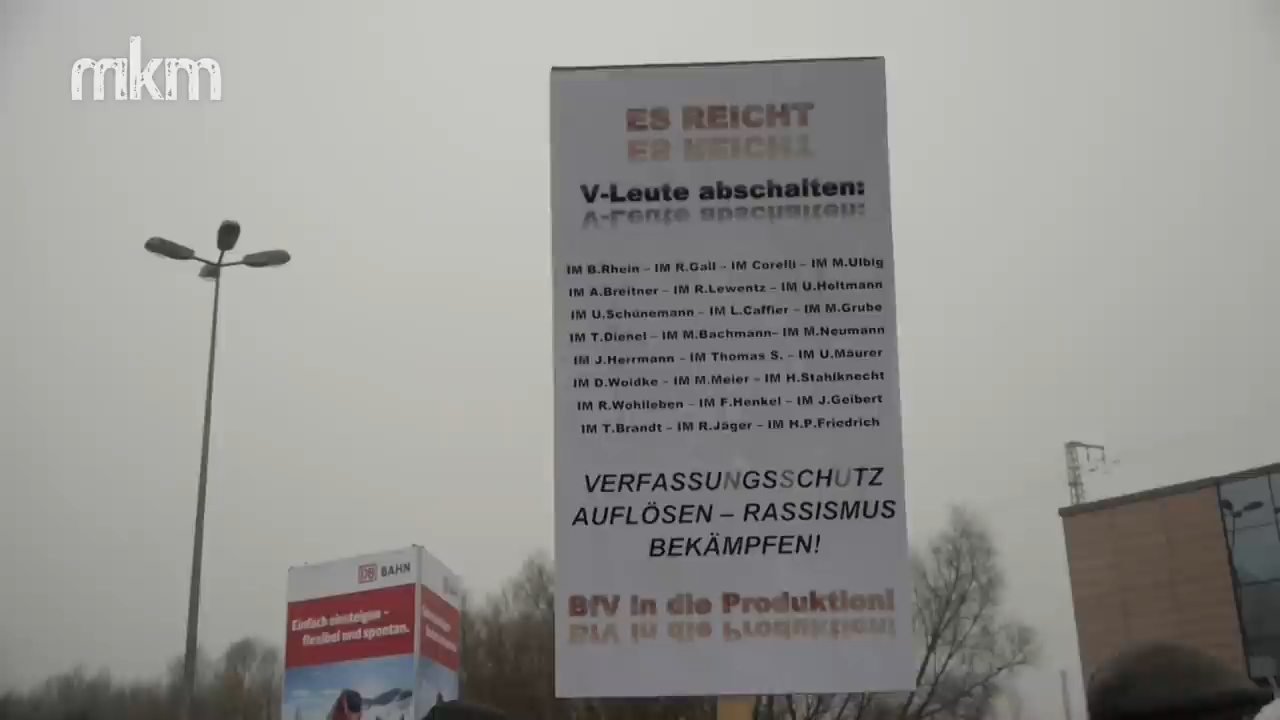 mkm
ES REICHT
V-Leute abschalten:
IM B.Rhein – IM R.Gall – IM Corelli – IM M.Ulbig
IM A.Breitner – IM R.Lewentz – IM U.Holtmann
IM U.Schünemann – IM L.Caffier – IM M.Grube
IM T.Dienel – IM M.Bachmann– IM M.Neumann
IM J.Herrmann – IM Thomas S. – IM U.Mäurer
IM D.Woidke – IM M.Meier – IM H.Stahlknecht
IM R.Wohlleben – IM F.Henkel – IM J.Geibert
IM T.Brandt – IM R.Jäger – IM H.P.Friedrich
VERFASSUNGSSCHUTZ
AUFLÖSEN – RASSISMUS
BEKÄMPFEN!
BfV in die Produktion!
DB BAHN
Einfach einsteigen –
flexibel und spontan.